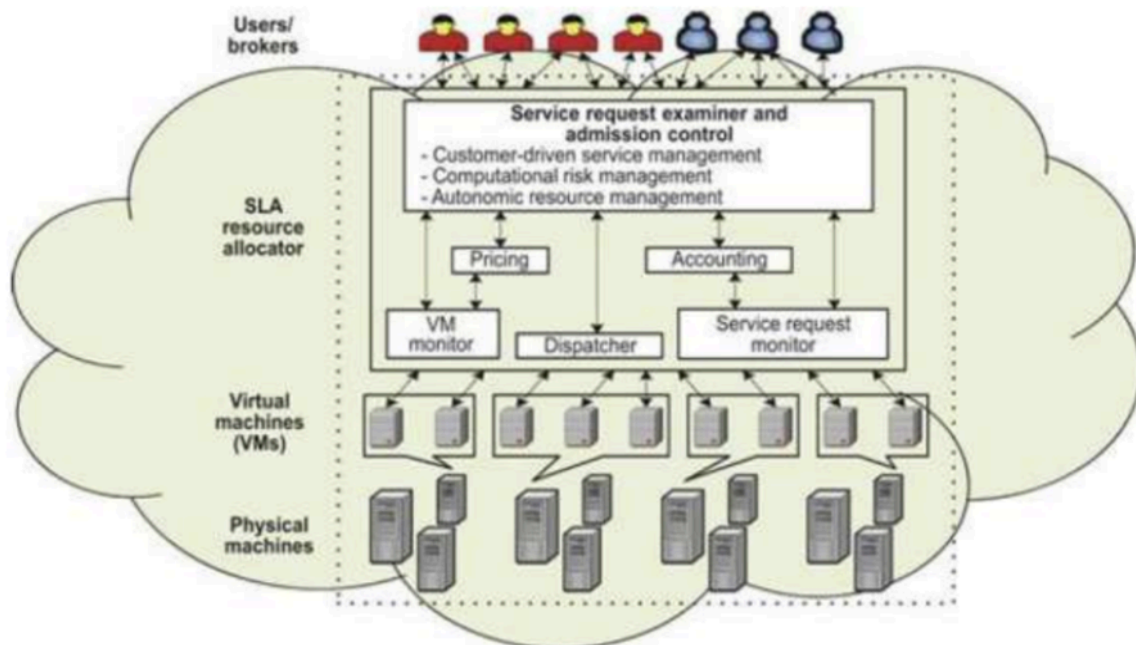 Users/
brokers
Service request examiner and
admission control
- Customer-driven service management
- Computational risk management
- Autonomic resource management
SLA
resource
allocator
Pricing
Accounting
VM
monitor
Dispatcher
Service request
monitor
Virtual
machines
(VMs)
Physical
machines